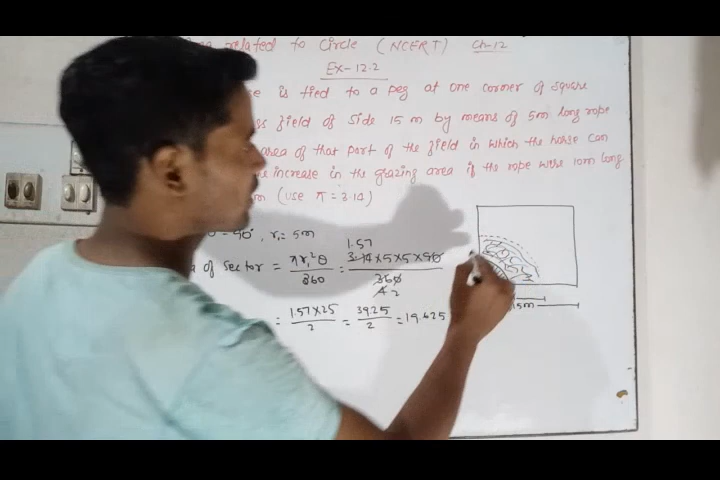 related to Circle (NCERT) Ch-12
Ex-12.2
is tied to a peg at one corner of square
field of side 15 m by means of 5m long rope
area of that part of the field in which the horse can
increase in the grazing area if the rope were 10m long
m (use π = 3.14)
= 90°, r₁ = 5m
of sector = πr₁²θ/360 = 3.14×5×5×90/360
1.57
4 2
= 1.57×25/2 = 39.25/2 = 19.625
15m